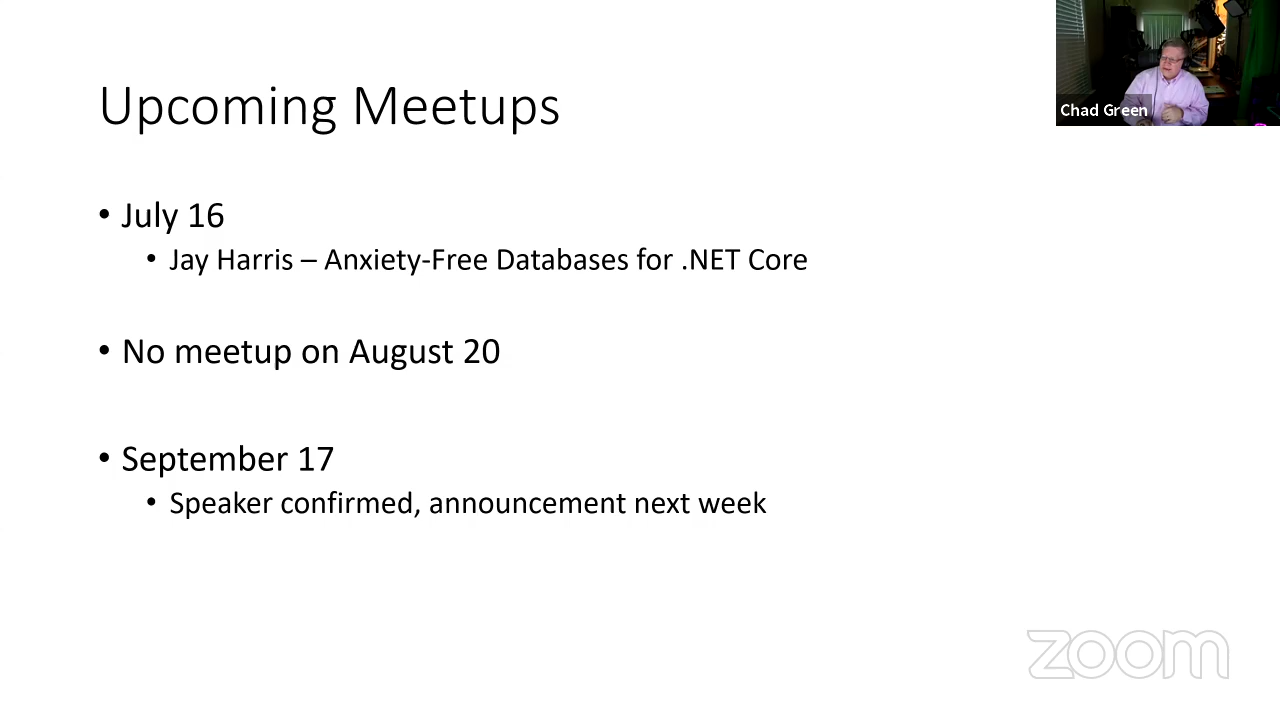 Upcoming Meetups
Chad Green
• July 16
• Jay Harris – Anxiety-Free Databases for .NET Core
• No meetup on August 20
• September 17
• Speaker confirmed, announcement next week
zoom